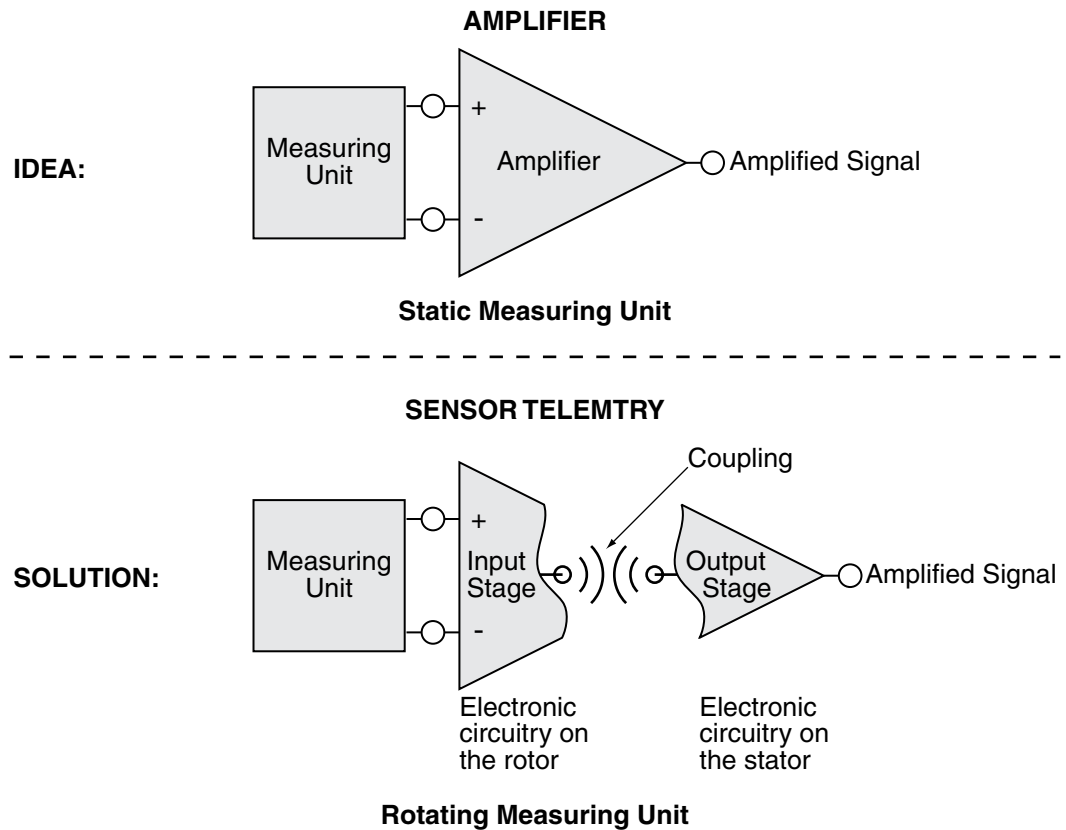 AMPLIFIER
IDEA:
Measuring
Unit
+
-
Amplifier
Amplified Signal
Static Measuring Unit
SENSOR TELEMTRY
Coupling
SOLUTION:
Measuring
Unit
+
-
Input
Stage
Output
Stage
Amplified Signal
Electronic
circuitry on
the rotor
Electronic
circuitry on
the stator
Rotating Measuring Unit